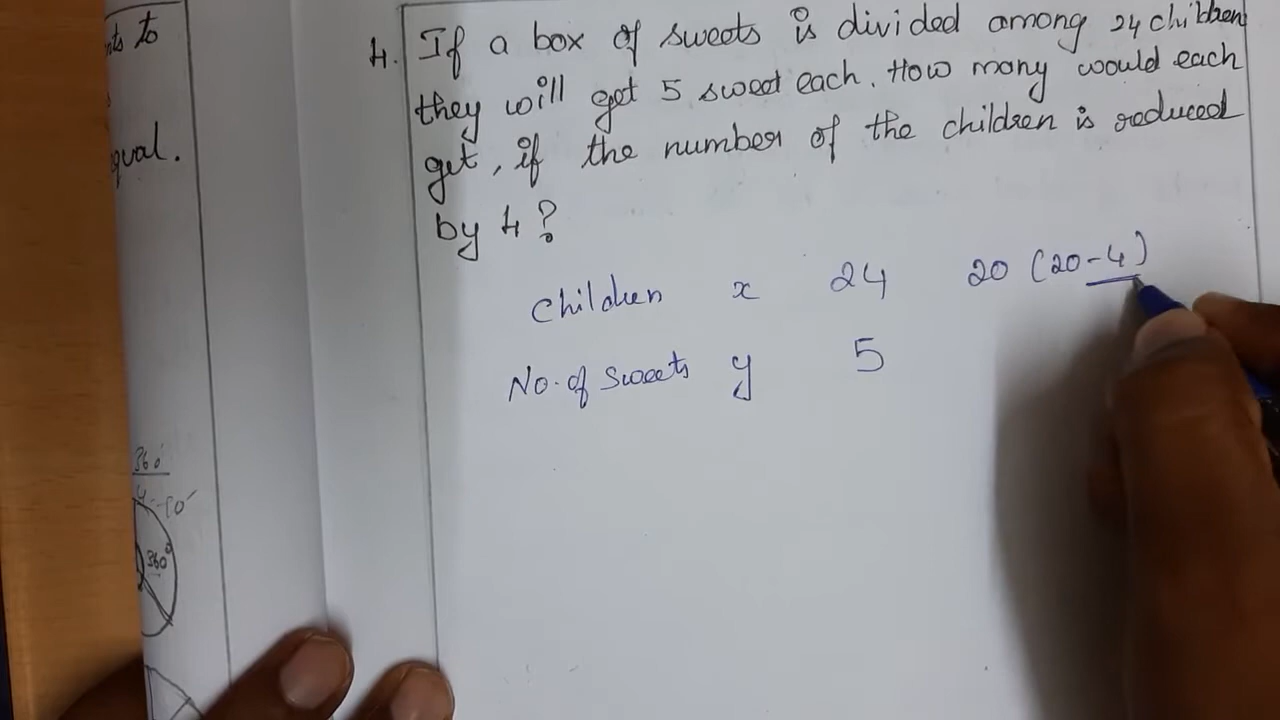 to
qual.
4. If a box of sweets is divided among 24 children
they will get 5 sweet each. How many would each
get, if the number of the children is reduced
by 4?
Children x 24 20 (20-4)
No. of Sweets y 5
360
360°